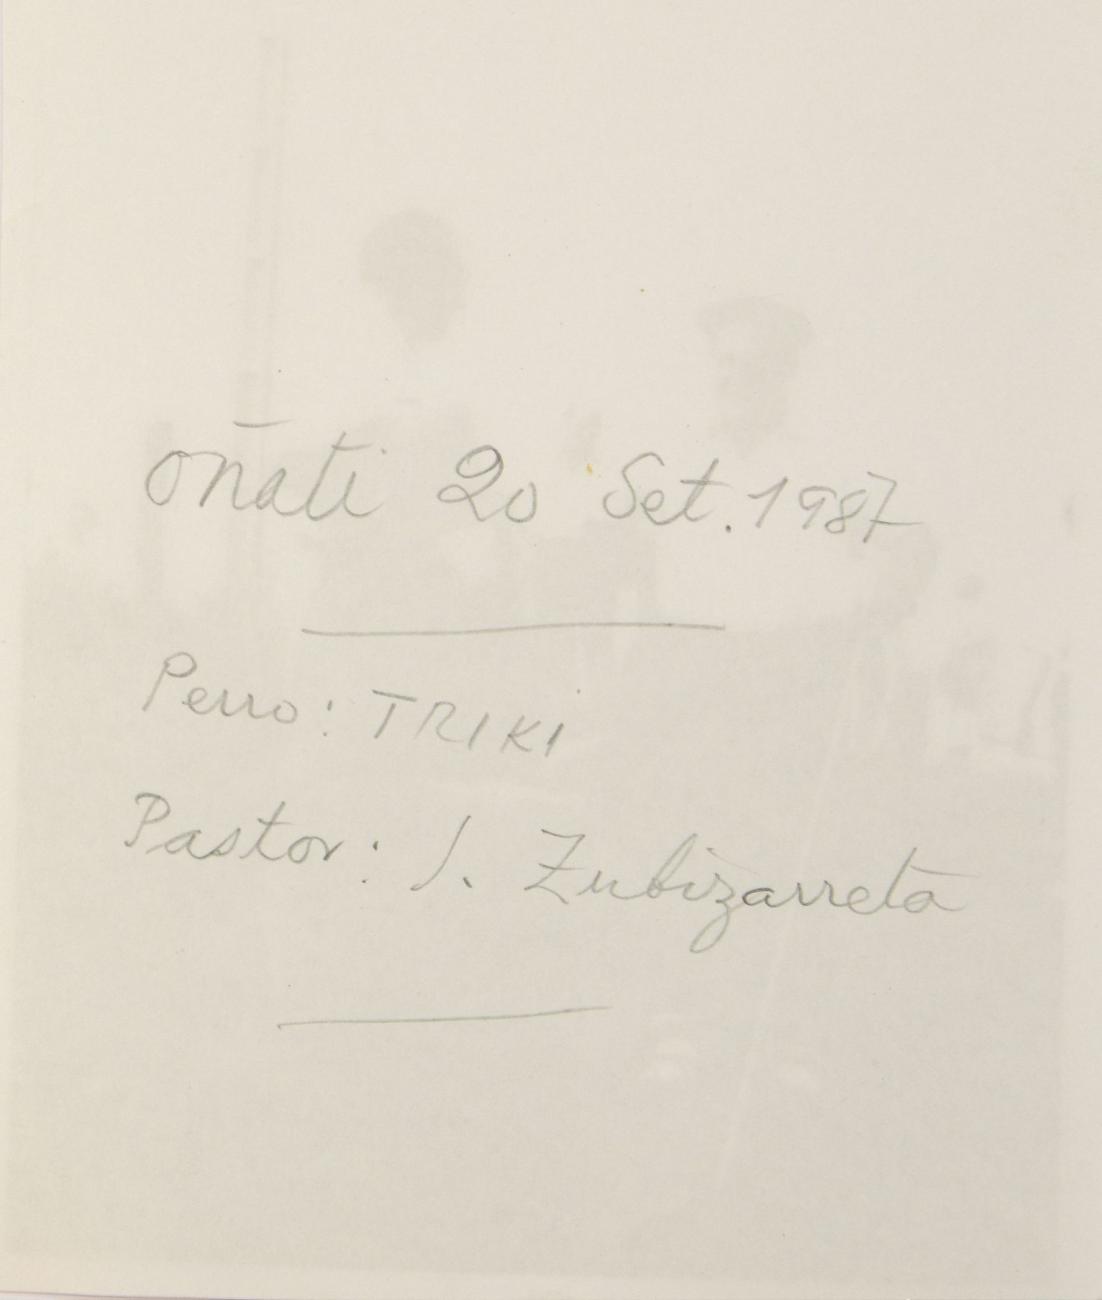 Oñati 20 Set. 1987
Perro: TRIKI
Pastor: J. Zubizarreta